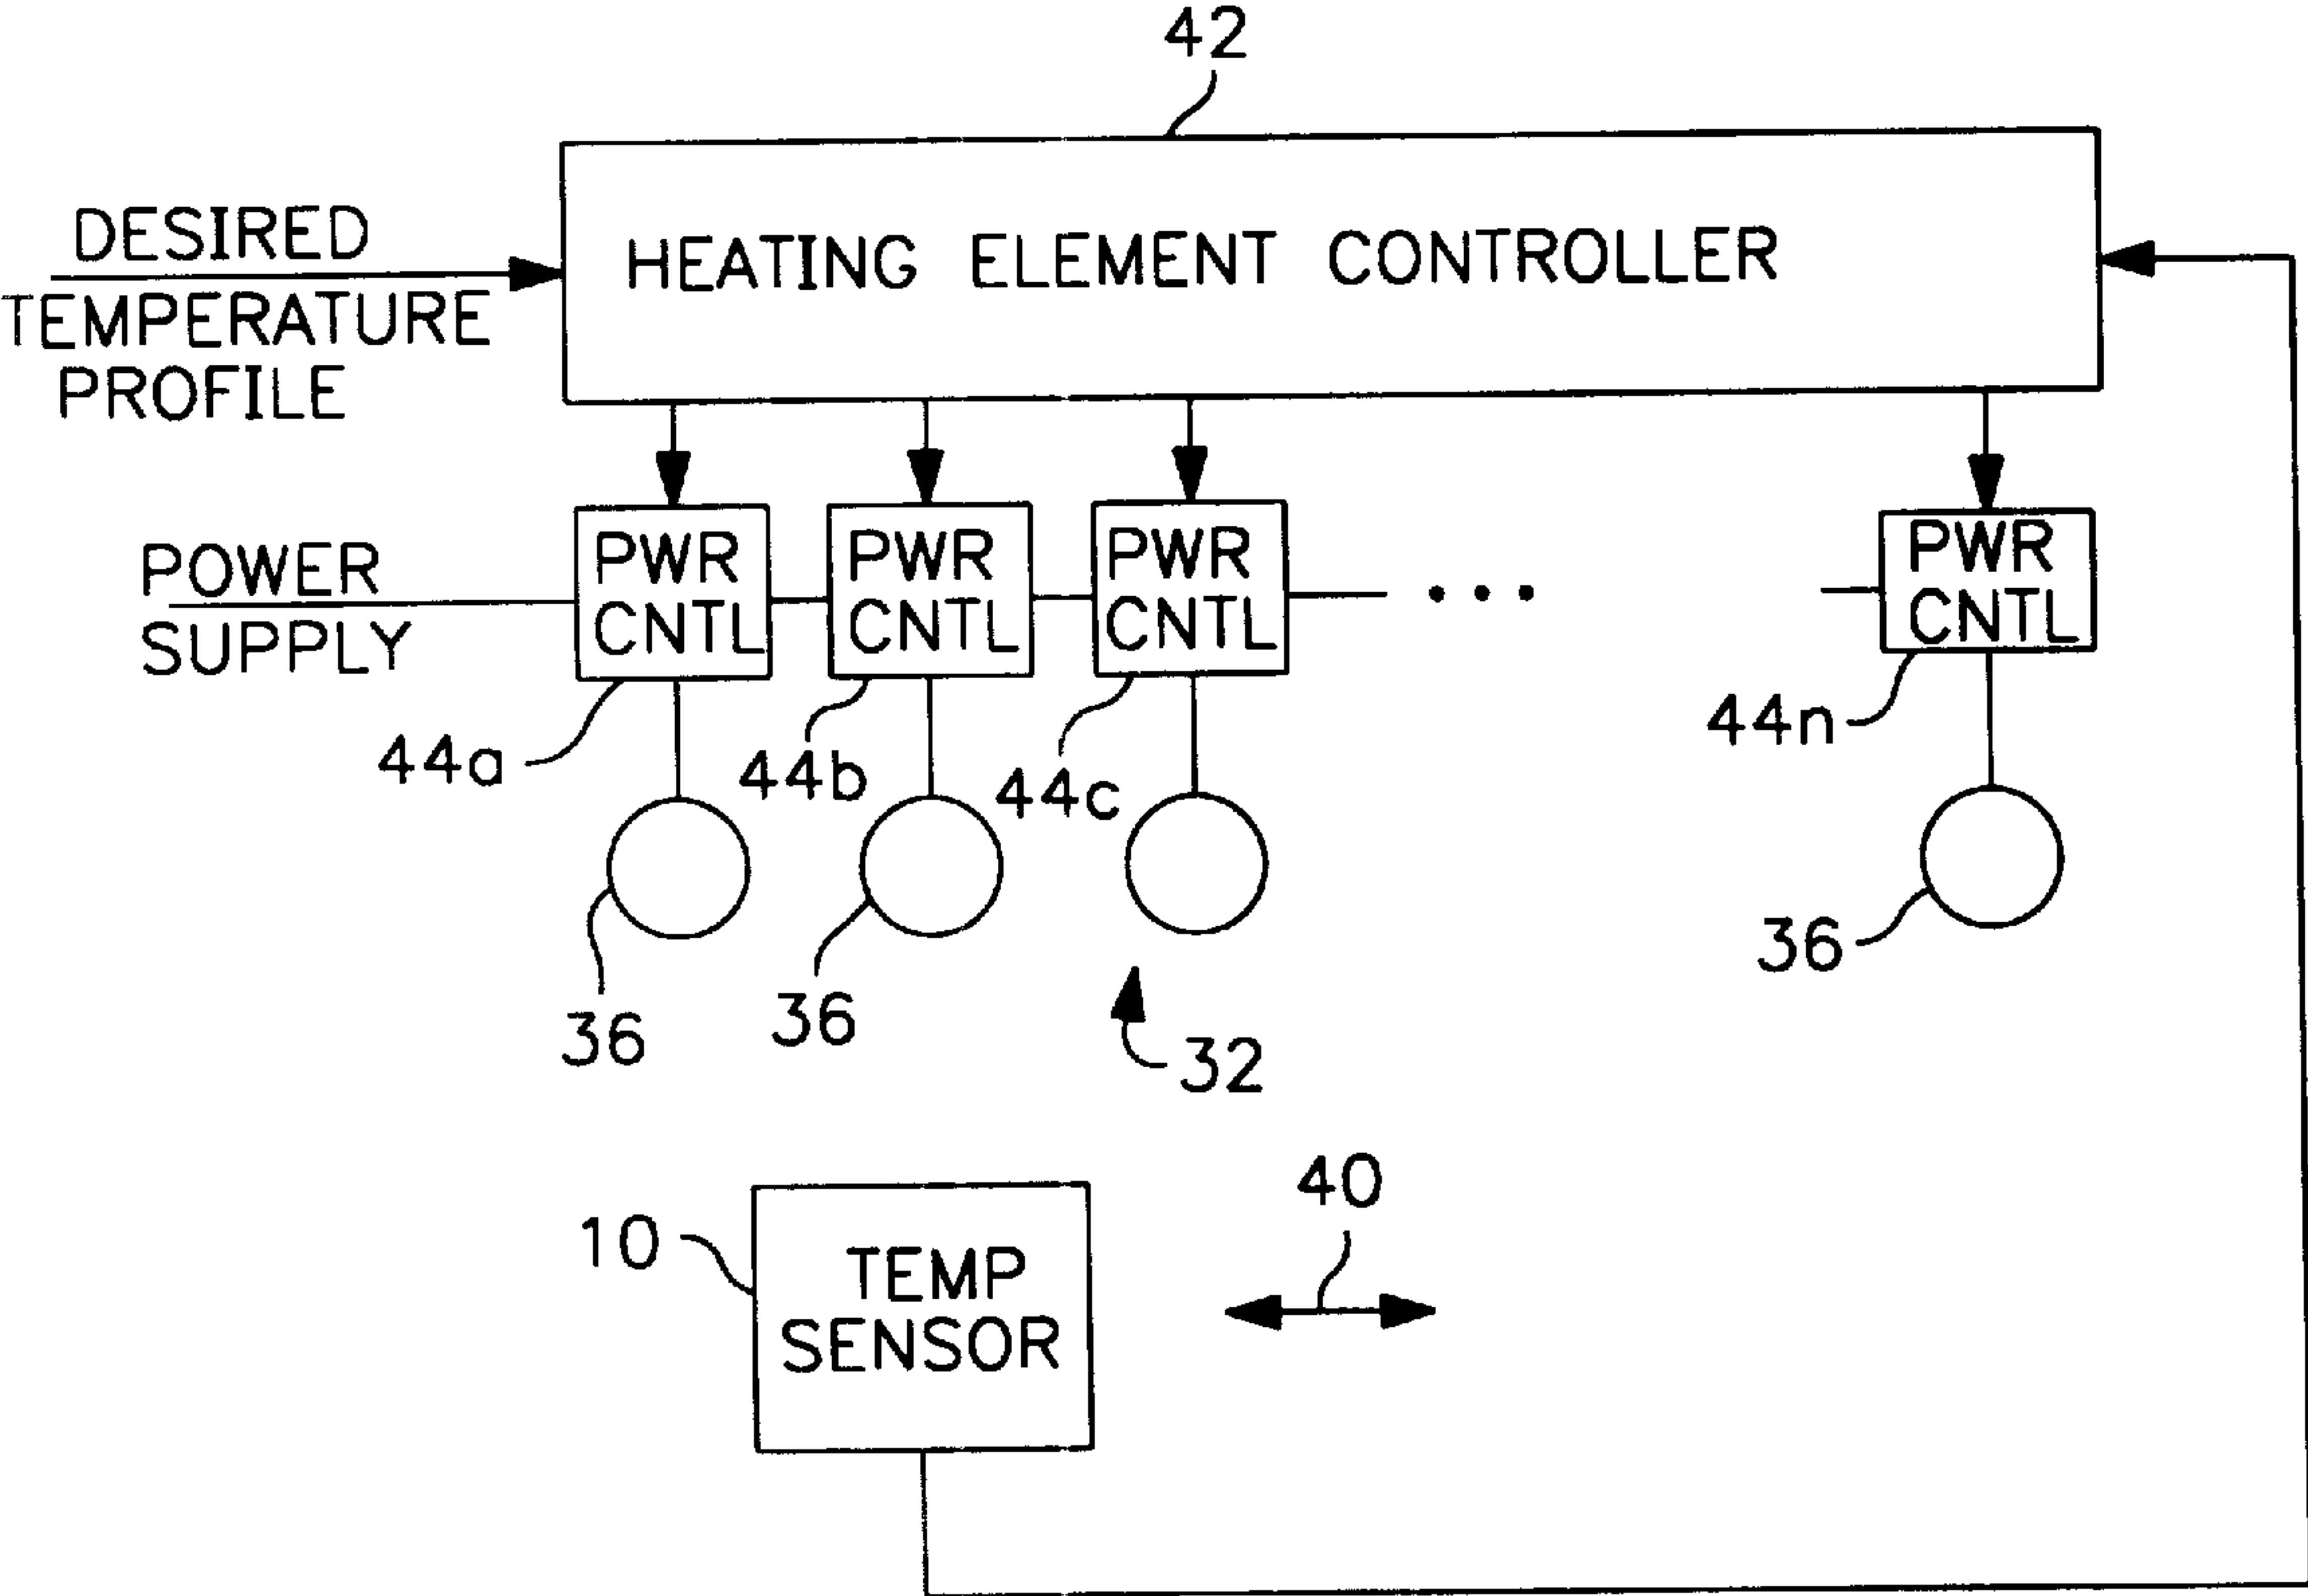 42
DESIRED
TEMPERATURE
PROFILE
HEATING ELEMENT CONTROLLER
POWER
SUPPLY
PWR
CNTL
PWR
CNTL
PWR
CNTL
• • •
PWR
CNTL
44a
44b
44c
44n
36
36
32
36
10
TEMP
SENSOR
40